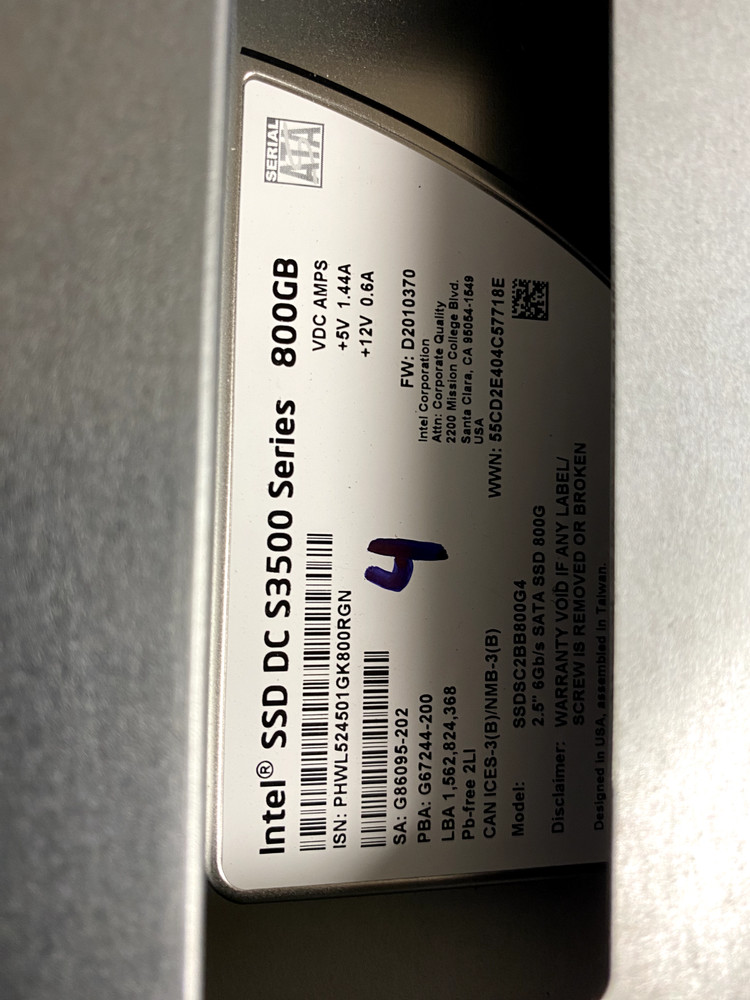 Intel® SSD DC S3500 Series 800GB
SERIAL
ATA
ISN: PHWL524501GK800RGN
VDC AMPS
+5V 1.44A
+12V 0.6A
4
SA: G86095-202
PBA: G67244-200
LBA 1,562,824,368
Pb-free 2LI
CAN ICES-3(B)/NMB-3(B)
FW: D2010370
Intel Corporation
Attn: Corporate Quality
2200 Mission College Blvd.
Santa Clara, CA 95054-1549
USA
WWN: 55CD2E404C57718E
Model: SSDSC2BB800G4
2.5" 6Gb/s SATA SSD 800G
Disclaimer: WARRANTY VOID IF ANY LABEL/
SCREW IS REMOVED OR BROKEN
Designed in USA, assembled in Taiwan.